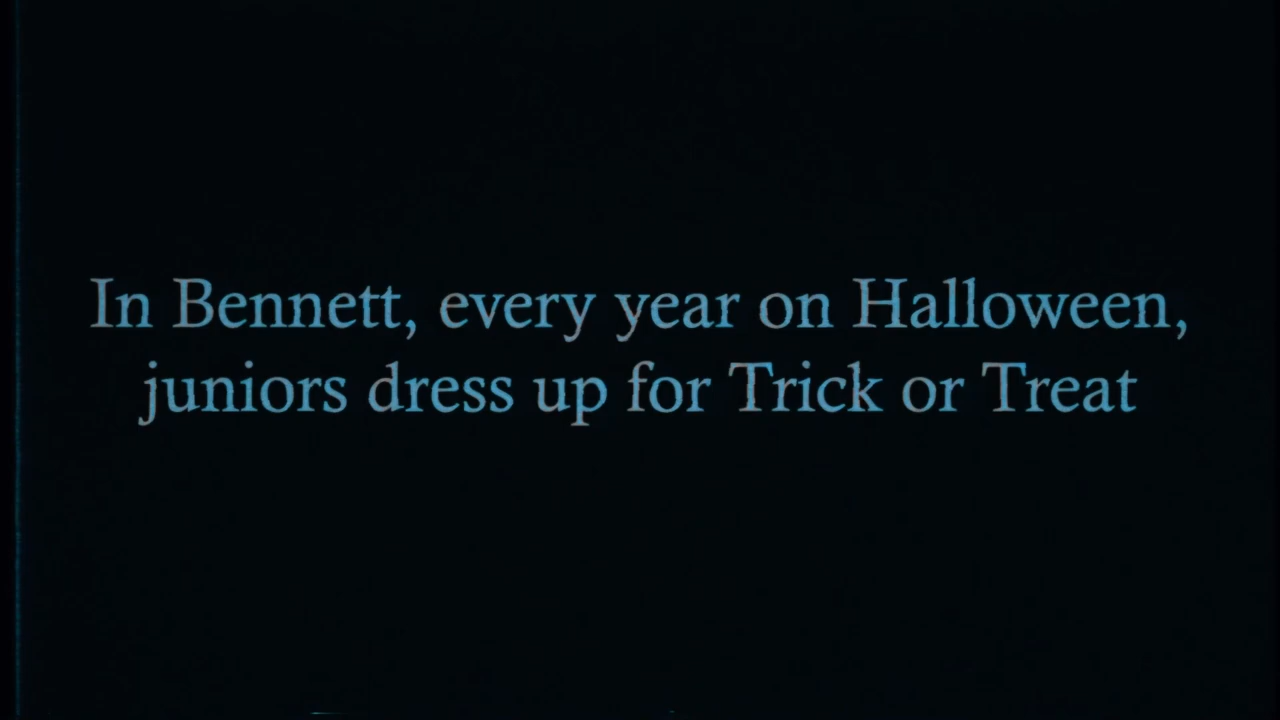 In Bennett, every year on Halloween,
juniors dress up for Trick or Treat